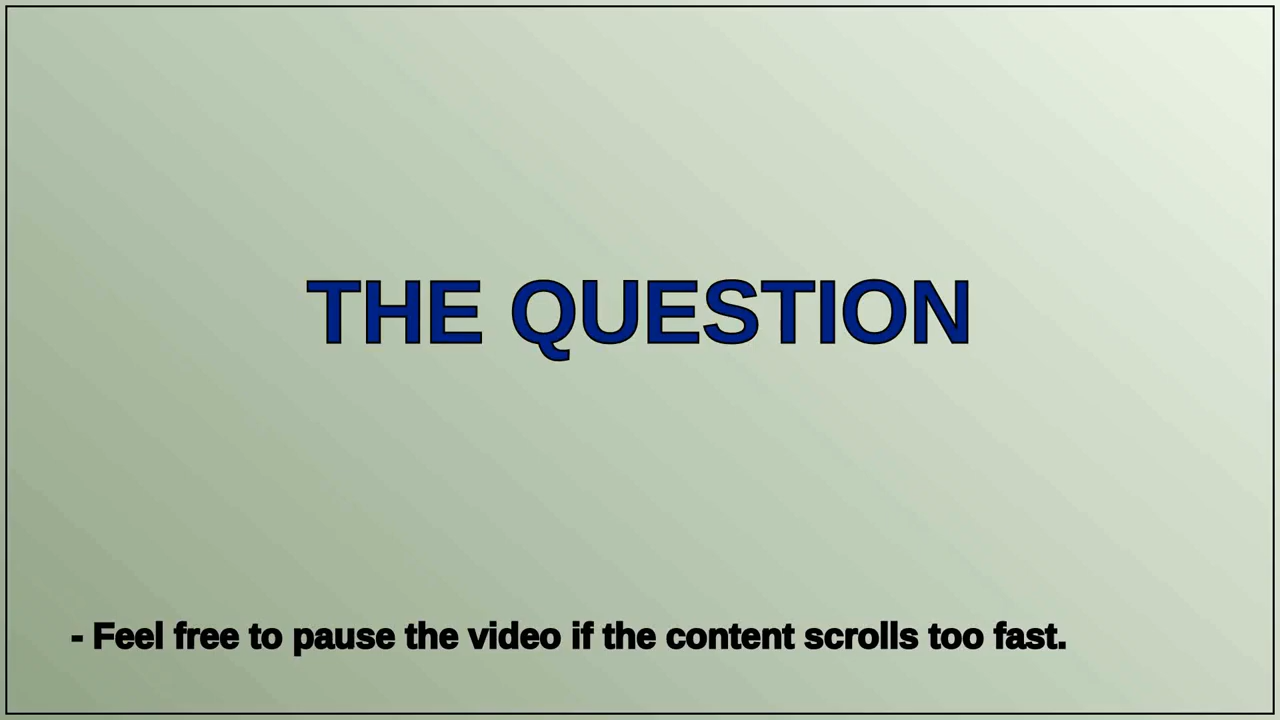 THE QUESTION
- Feel free to pause the video if the content scrolls too fast.